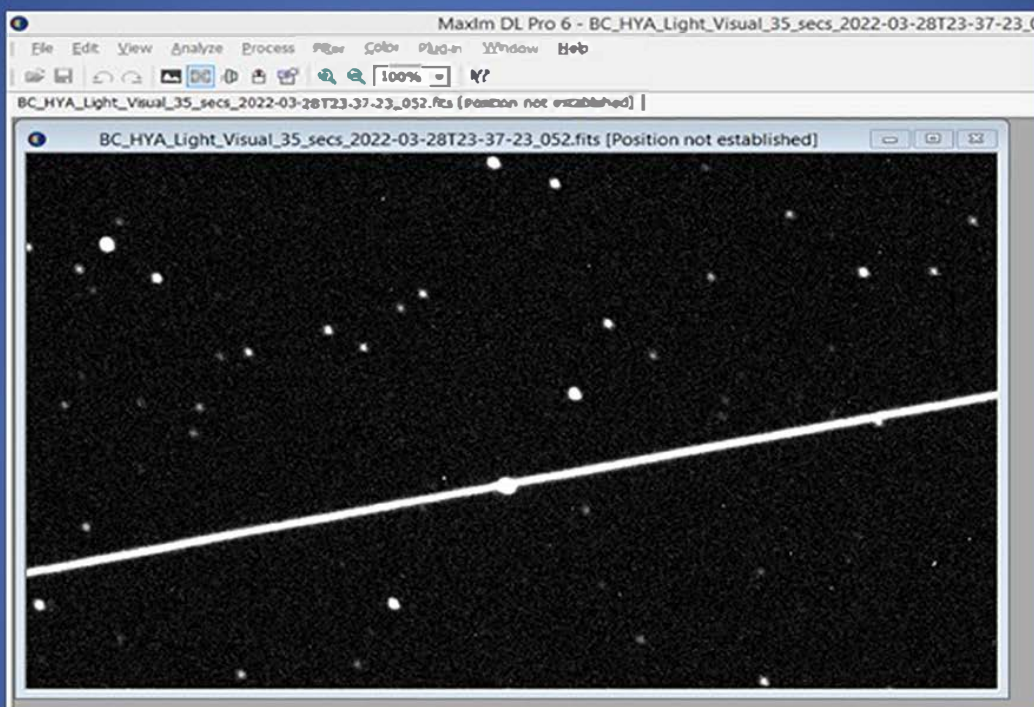 MaxIm DL Pro 6 - BC_HYA_Light_Visual_35_secs_2022-03-28T23-37-23_
File Edit View Analyze Process Filter Color Plug-in Window Help
100%
BC_HYA_Light_Visual_35_secs_2022-03-28T23-37-23_052.fits [Position not established]
BC_HYA_Light_Visual_35_secs_2022-03-28T23-37-23_052.fits [Position not established]